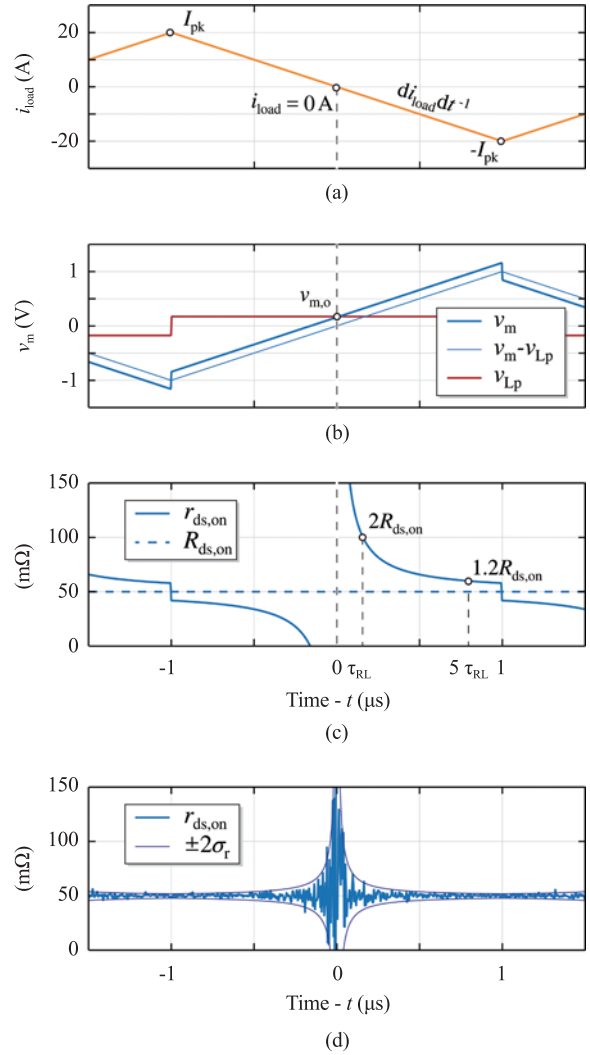 20
0
-20
i_load (A)
I_pk
i_load = 0 A
di_load dt^-1
-I_pk
(a)
1
0
-1
v_m (V)
v_m,o
v_m
v_m-v_Lp
v_Lp
(b)
150
100
50
0
(mΩ)
r_ds,on
R_ds,on
2R_ds,on
1.2R_ds,on
-1 0 τ_RL 5 τ_RL 1
Time - t (μs)
(c)
150
100
50
0
(mΩ)
r_ds,on
±2σ_r
-1 0 1
Time - t (μs)
(d)